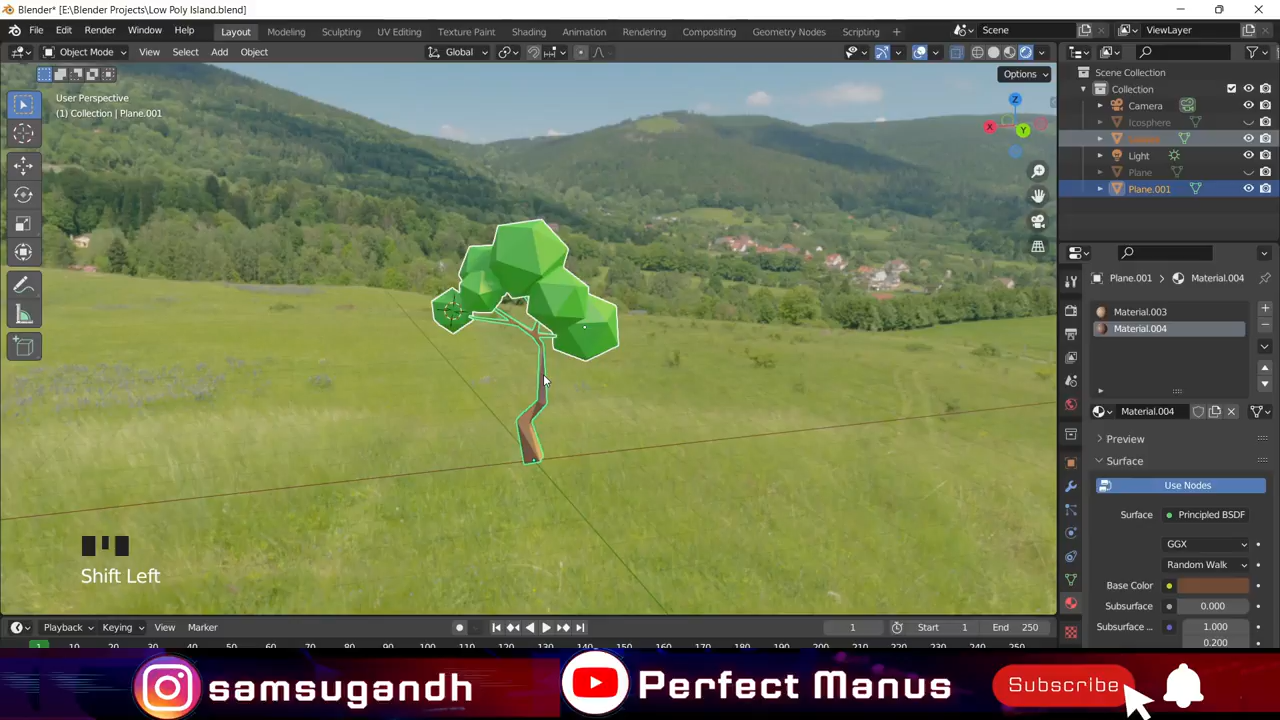 Blender* [E:\Blender Projects\Low Poly Island.blend]
File Edit Render Window Help Layout Modeling Sculpting UV Editing Texture Paint Shading Animation Rendering Compositing Geometry Nodes Scripting Scene ViewLayer
Object Mode View Select Add Object Global
Options
User Perspective
(1) Collection | Plane.001
Z
X
Y
Scene Collection
Collection
Camera
Icosphere
Light
Plane
Plane.001
Plane.001 Material.004
Material.003
Material.004
Material.004
Preview
Surface
Use Nodes
Surface Principled BSDF
GGX
Random Walk
Base Color
Subsurface 0.000
Subsurface ... 1.000
0.200
Shift Left
Playback Keying View Marker 1 Start 1 End 250
samsugandh
Perfect Manus
Subscribe